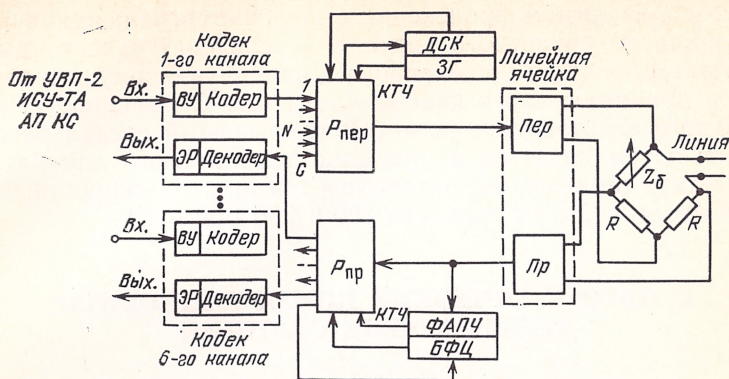 Кодек
1-го канала
От УВП-2
ИСУ-ТА
АП КС
Вх.
ВУ Кодер
Вых.
ЭР Декодер
1
N
С
Рпер
ДСК
ЗГ
КТЧ
Линейная
ячейка
Пер
Линия
Zб
R
R
Вх.
ВУ Кодер
Вых.
ЭР Декодер
Кодек
6-го канала
Рпр
Пр
КТЧ
ФАПЧ
БФЦ